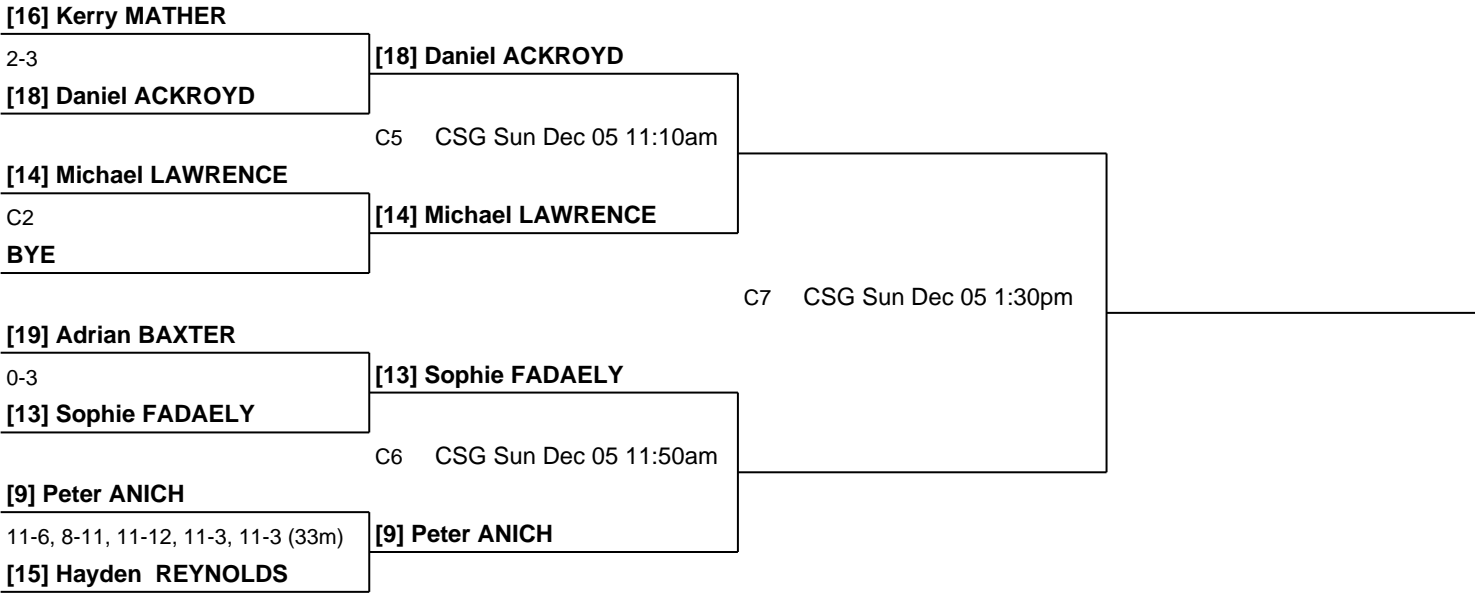 [16] Kerry MATHER
2-3
[18] Daniel ACKROYD
[18] Daniel ACKROYD
C5 CSG Sun Dec 05 11:10am
[14] Michael LAWRENCE
C2
[14] Michael LAWRENCE
BYE
C7 CSG Sun Dec 05 1:30pm
[19] Adrian BAXTER
0-3
[13] Sophie FADAELY
[13] Sophie FADAELY
C6 CSG Sun Dec 05 11:50am
[9] Peter ANICH
11-6, 8-11, 11-12, 11-3, 11-3 (33m)
[9] Peter ANICH
[15] Hayden REYNOLDS